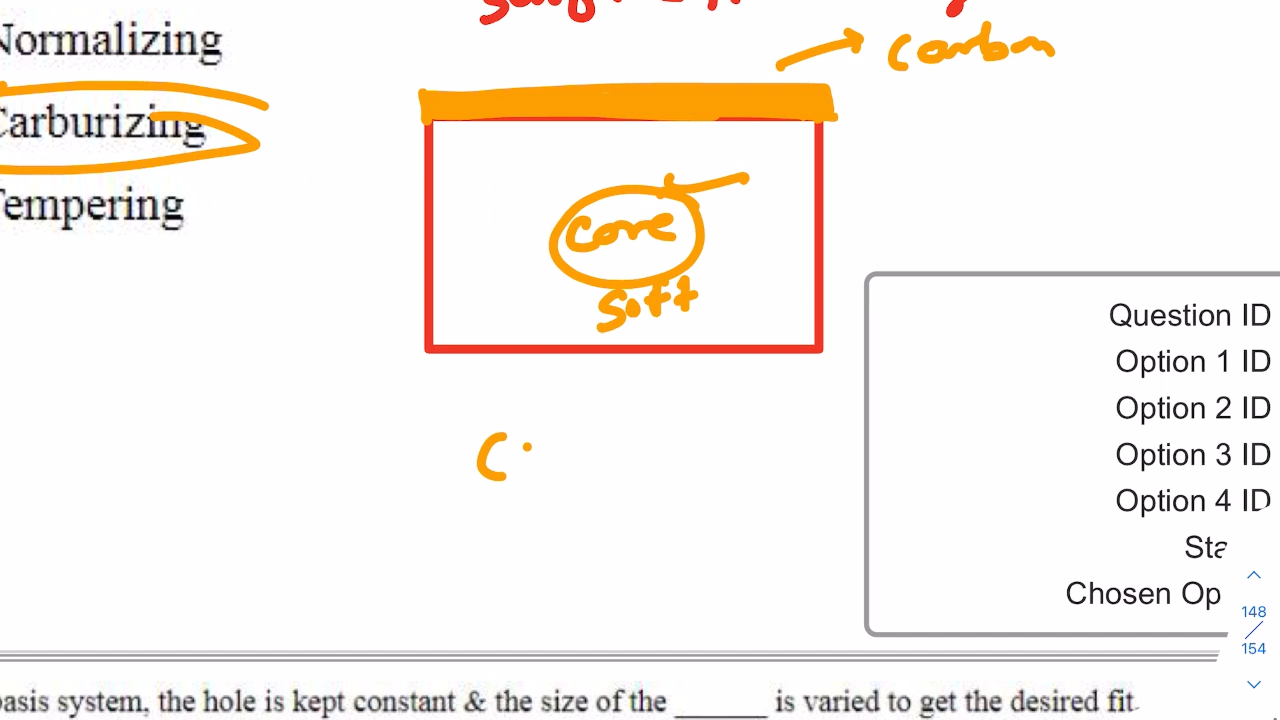 Normalizing
Carbon
Carburizing
Core
Tempering
Soft
Question ID
Option 1 ID
Option 2 ID
Option 3 ID
Option 4 ID
C
Chosen Op
148
154
basis system, the hole is kept constant & the size of the ______ is varied to get the desired fit.